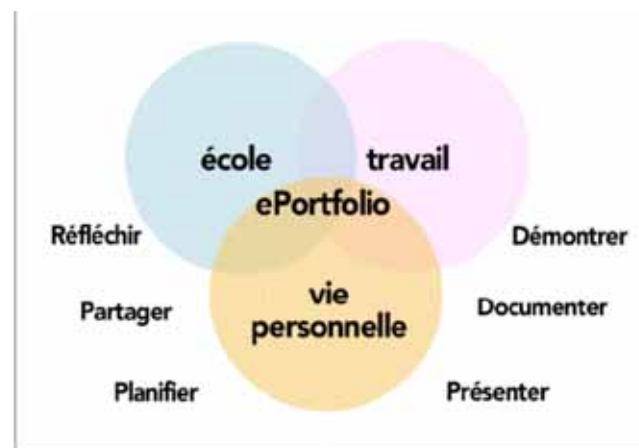 école
travail
ePortfolio
Réfléchir
Démontrer
vie
personnelle
Partager
Documenter
Planifier
Présenter